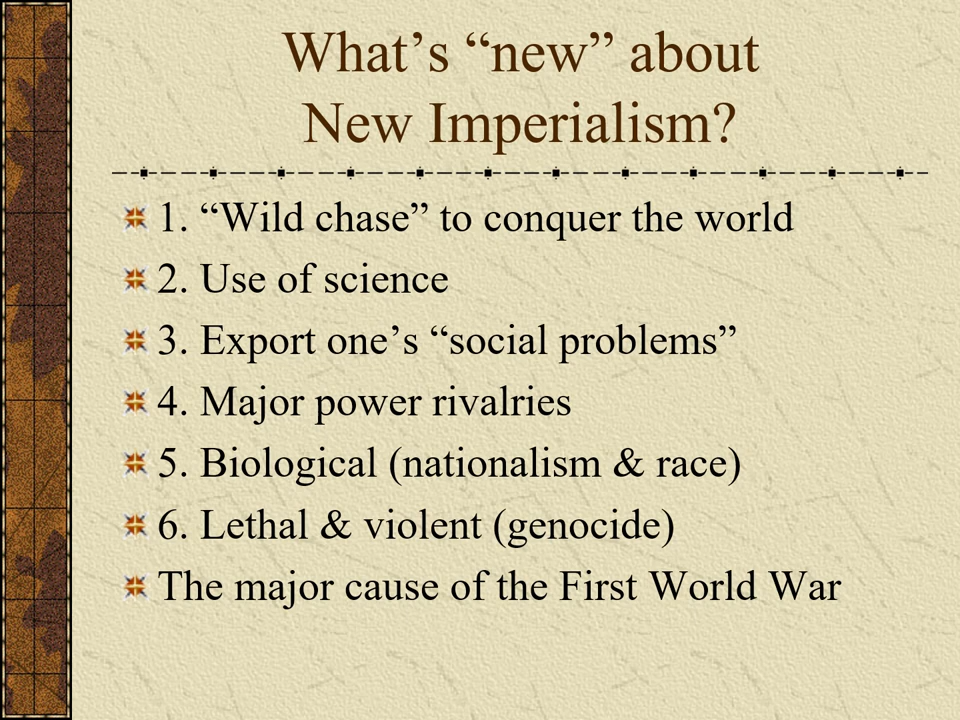 What’s “new” about
New Imperialism?
1. “Wild chase” to conquer the world
2. Use of science
3. Export one’s “social problems”
4. Major power rivalries
5. Biological (nationalism & race)
6. Lethal & violent (genocide)
The major cause of the First World War